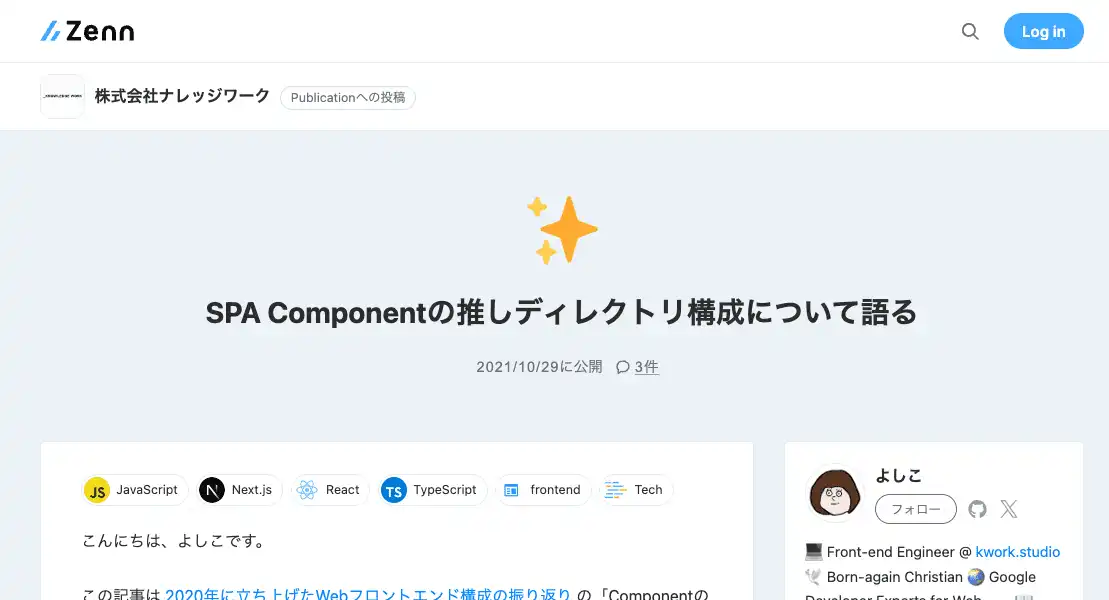 Zenn
Log in
KNOWLEDGE WORK
株式会社ナレッジワーク
Publicationへの投稿
SPA Componentの推しディレクトリ構成について語る
2021/10/29に公開
3件
JS JavaScript
N Next.js
React
TS TypeScript
frontend
Tech
こんにちは、よしこです。
この記事は 2020年に立ち上げたWebフロントエンド構成の振り返り の「Componentの
よしこ
フォロー
Front-end Engineer @ kwork.studio
Born-again Christian 🌏 Google
Developer Experts for Web